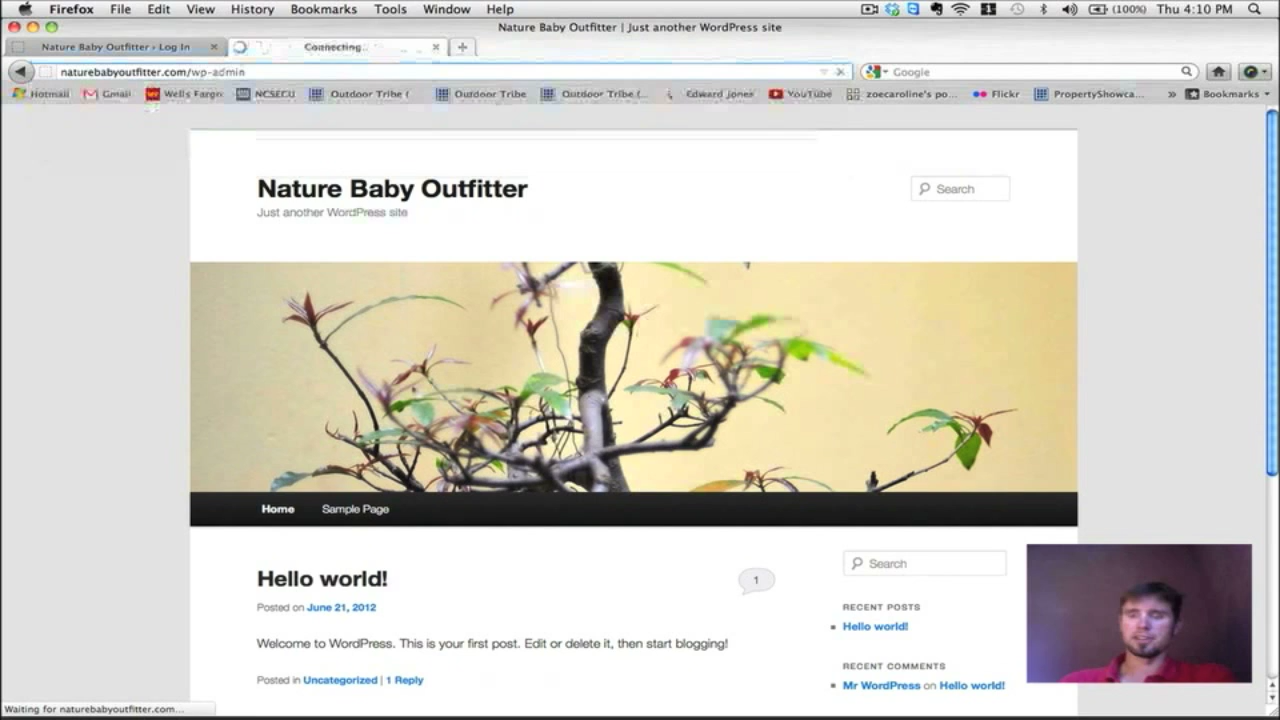 Firefox File Edit View History Bookmarks Tools Window Help (100%) Thu 4:10 PM
Nature Baby Outfitter | Just another WordPress site
Nature Baby Outfitter › Log In Connecting…
naturebabyoutfitter.com/wp-admin Google
Hotmail Gmail Wells Fargo NCSECU Outdoor Tribe ( Outdoor Tribe Outdoor Tribe (... Edward Jones YouTube zoecaroline's po... Flickr PropertyShowca... » Bookmarks
Nature Baby Outfitter
Just another WordPress site
Search
Home Sample Page
Hello world!
1
Posted on June 21, 2012
Welcome to WordPress. This is your first post. Edit or delete it, then start blogging!
Posted in Uncategorized | 1 Reply
Search
RECENT POSTS
Hello world!
RECENT COMMENTS
Mr WordPress on Hello world!
Waiting for naturebabyoutfitter.com...